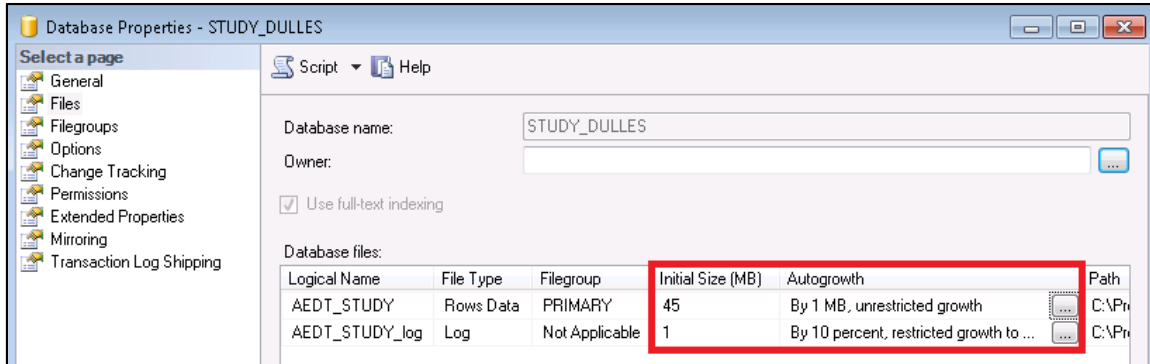 Database Properties - STUDY_DULLES
Select a page
General
Files
Filegroups
Options
Change Tracking
Permissions
Extended Properties
Mirroring
Transaction Log Shipping
Script Help
Database name: STUDY_DULLES
Owner: ...
Use full-text indexing
Database files:
Logical Name File Type Filegroup Initial Size (MB) Autogrowth Path
AEDT_STUDY Rows Data PRIMARY 45 By 1 MB, unrestricted growth ... C:\Pr
AEDT_STUDY_log Log Not Applicable 1 By 10 percent, restricted growth to ... ... C:\Pr